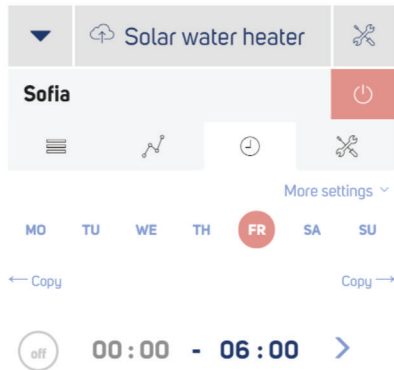 Solar water heater
Sofia
More settings
MO TU WE TH FR SA SU
← Copy Copy →
off 00:00 - 06:00